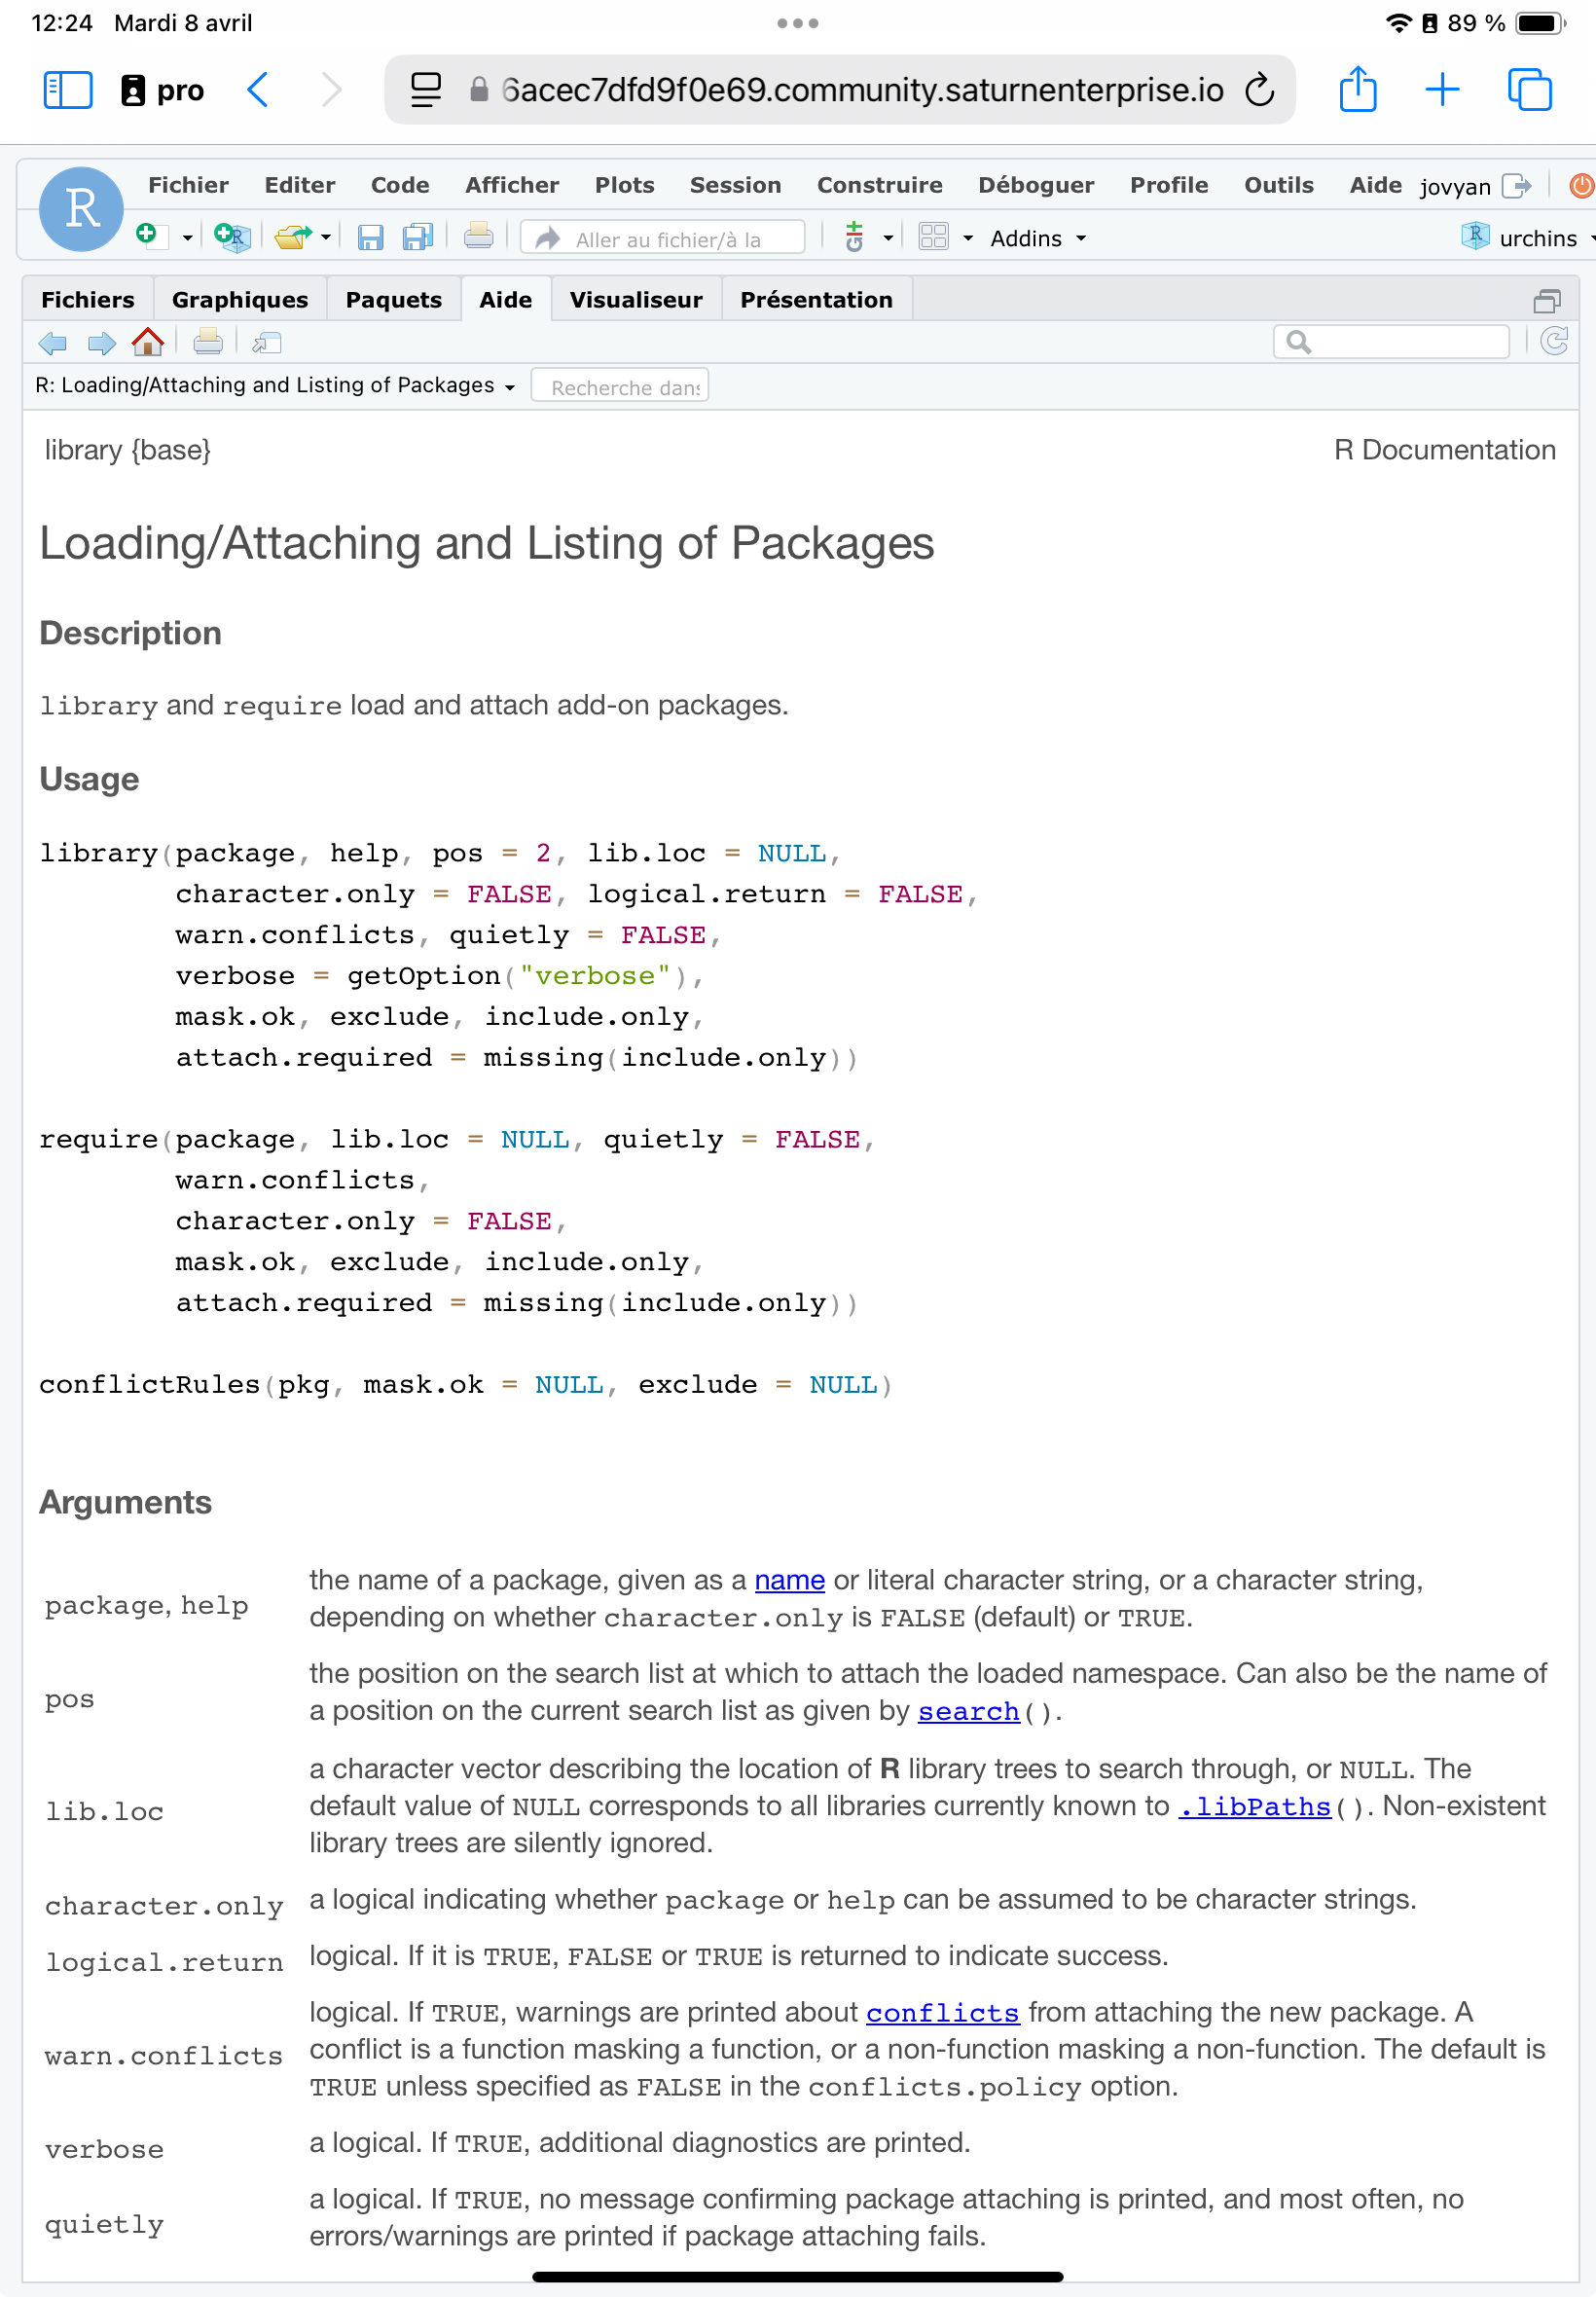 12:24 Mardi 8 avril
89 %
pro
6acec7dfd9f0e69.community.saturnenterprise.io
R
Fichier Editer Code Afficher Plots Session Construire Déboguer Profile Outils Aide jovyan
Aller au fichier/à la
Git
Addins
urchins
Fichiers Graphiques Paquets Aide Visualiseur Présentation
R: Loading/Attaching and Listing of Packages
Recherche dans
library {base} R Documentation
Loading/Attaching and Listing of Packages
Description
library and require load and attach add-on packages.
Usage
library(package, help, pos = 2, lib.loc = NULL,
character.only = FALSE, logical.return = FALSE,
warn.conflicts, quietly = FALSE,
verbose = getOption("verbose"),
mask.ok, exclude, include.only,
attach.required = missing(include.only))
require(package, lib.loc = NULL, quietly = FALSE,
warn.conflicts,
character.only = FALSE,
mask.ok, exclude, include.only,
attach.required = missing(include.only))
conflictRules(pkg, mask.ok = NULL, exclude = NULL)
Arguments
package, help
the name of a package, given as a name or literal character string, or a character string,
depending on whether character.only is FALSE (default) or TRUE.
pos
the position on the search list at which to attach the loaded namespace. Can also be the name of
a position on the current search list as given by search().
lib.loc
a character vector describing the location of R library trees to search through, or NULL. The
default value of NULL corresponds to all libraries currently known to .libPaths(). Non-existent
library trees are silently ignored.
character.only
a logical indicating whether package or help can be assumed to be character strings.
logical.return
logical. If it is TRUE, FALSE or TRUE is returned to indicate success.
warn.conflicts
logical. If TRUE, warnings are printed about conflicts from attaching the new package. A
conflict is a function masking a function, or a non-function masking a non-function. The default is
TRUE unless specified as FALSE in the conflicts.policy option.
verbose
a logical. If TRUE, additional diagnostics are printed.
quietly
a logical. If TRUE, no message confirming package attaching is printed, and most often, no
errors/warnings are printed if package attaching fails.